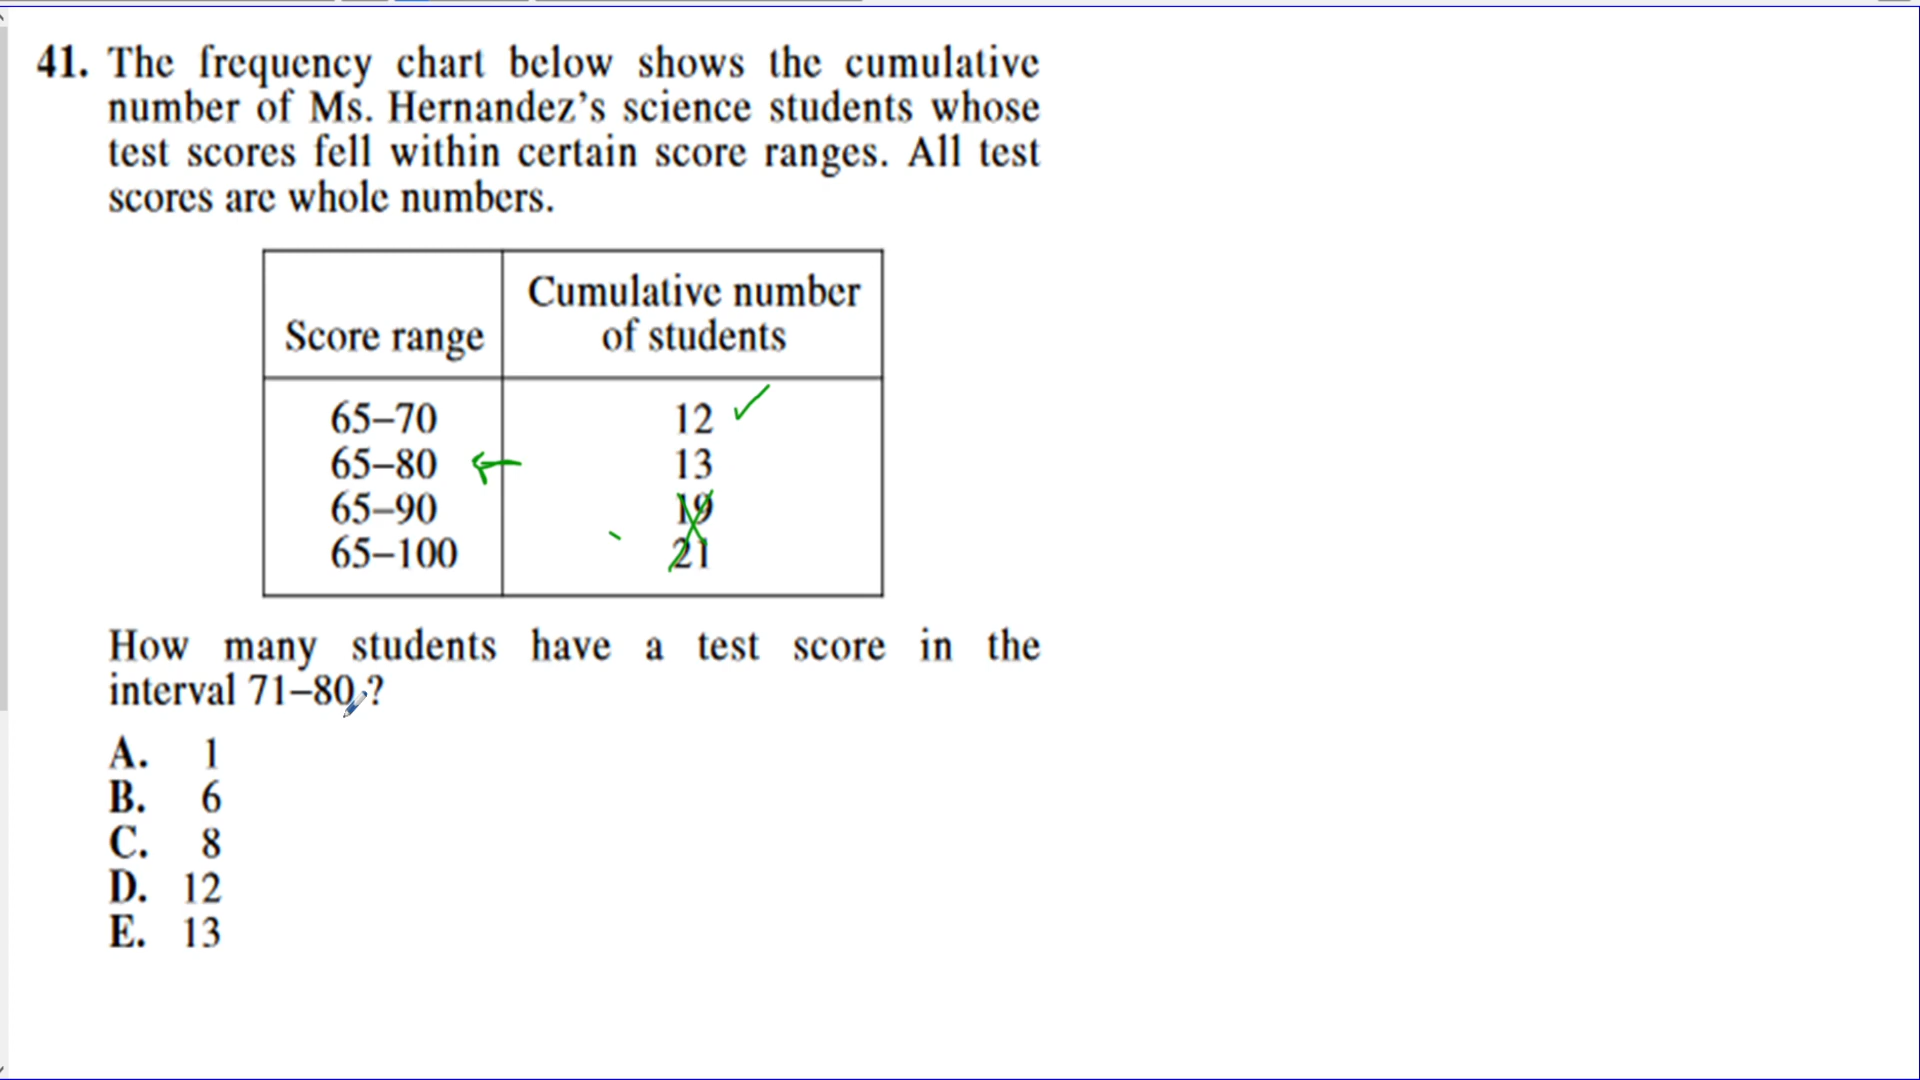 41. The frequency chart below shows the cumulative
number of Ms. Hernandez's science students whose
test scores fell within certain score ranges. All test
scores are whole numbers.
Cumulative number
Score range of students
65–70 12
65–80 13
65–90 19
65–100 21
How many students have a test score in the
interval 71–80 ?
A. 1
B. 6
C. 8
D. 12
E. 13